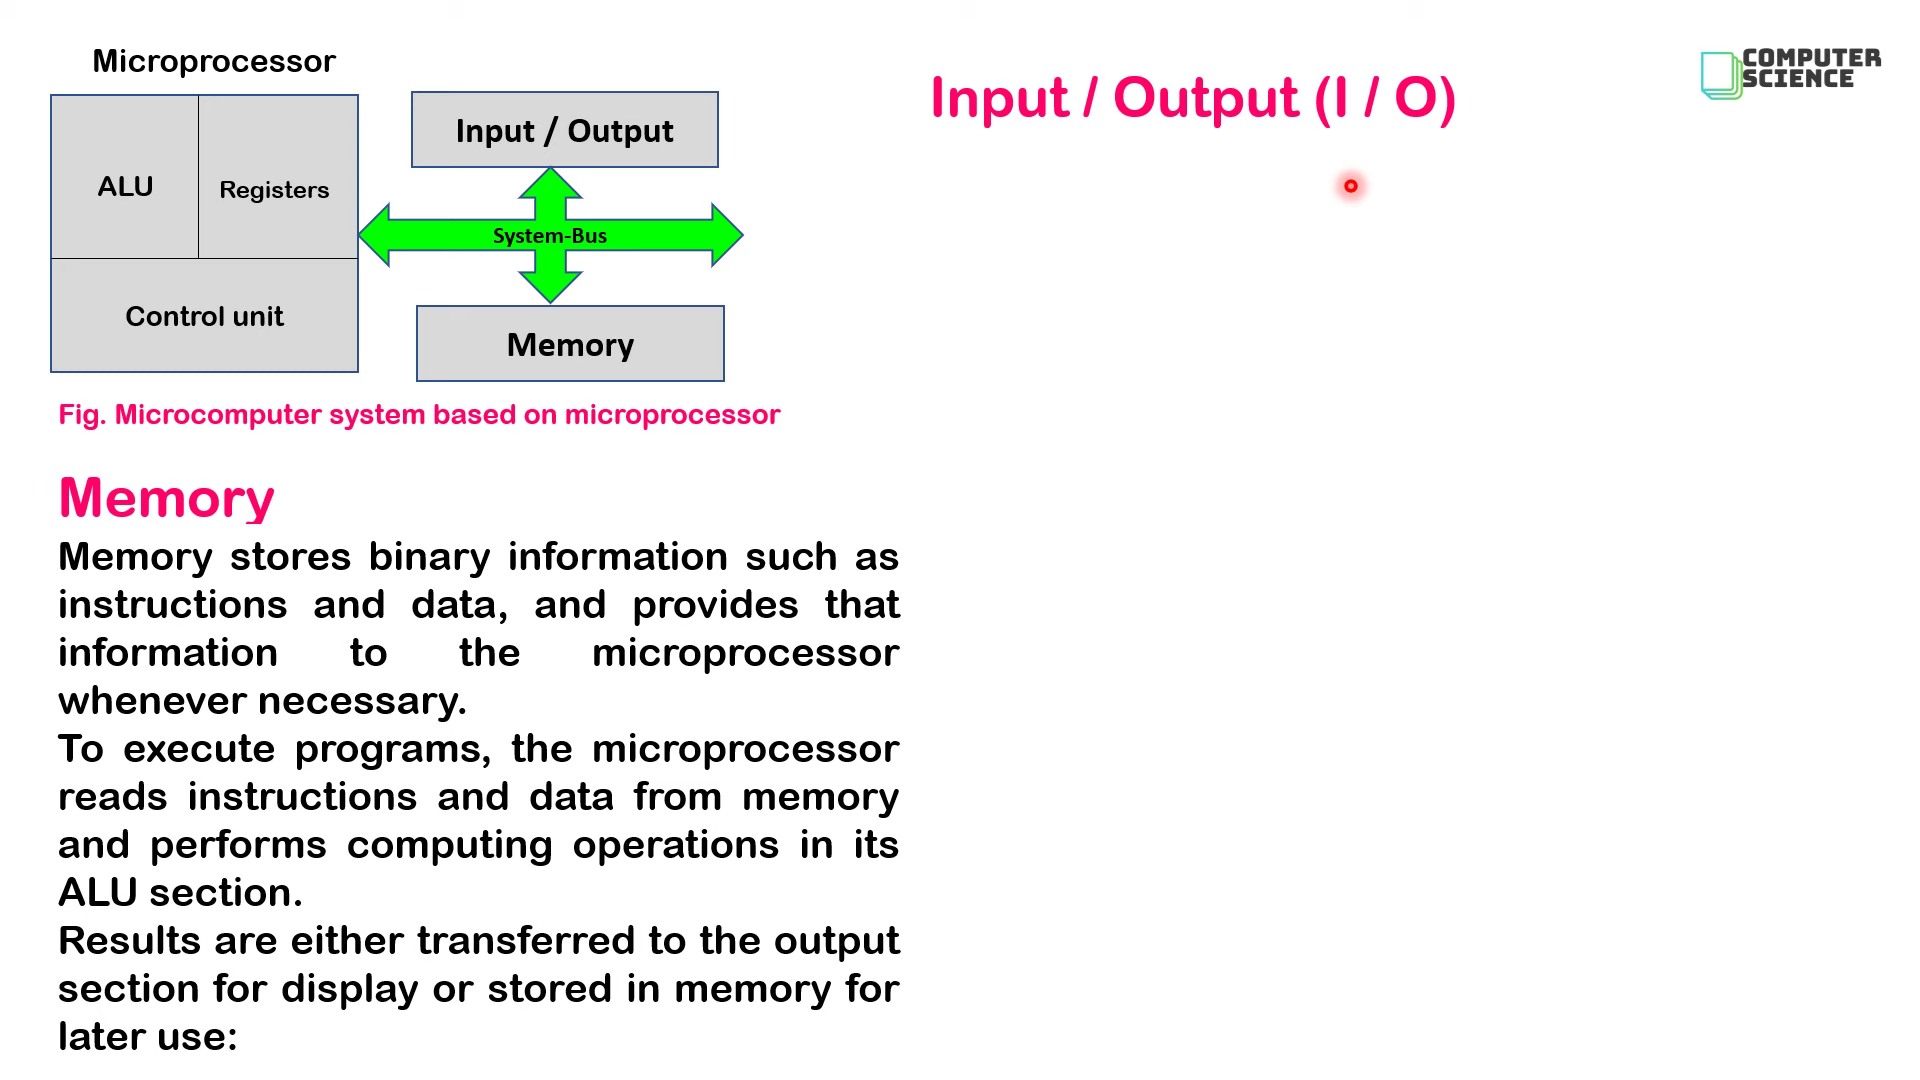 Microprocessor
ALU
Registers
Control unit
Input / Output
System-Bus
Memory
Fig. Microcomputer system based on microprocessor
Memory
Memory stores binary information such as
instructions and data, and provides that
information to the microprocessor
whenever necessary.
To execute programs, the microprocessor
reads instructions and data from memory
and performs computing operations in its
ALU section.
Results are either transferred to the output
section for display or stored in memory for
later use:
Input / Output (I / O)
COMPUTER
SCIENCE